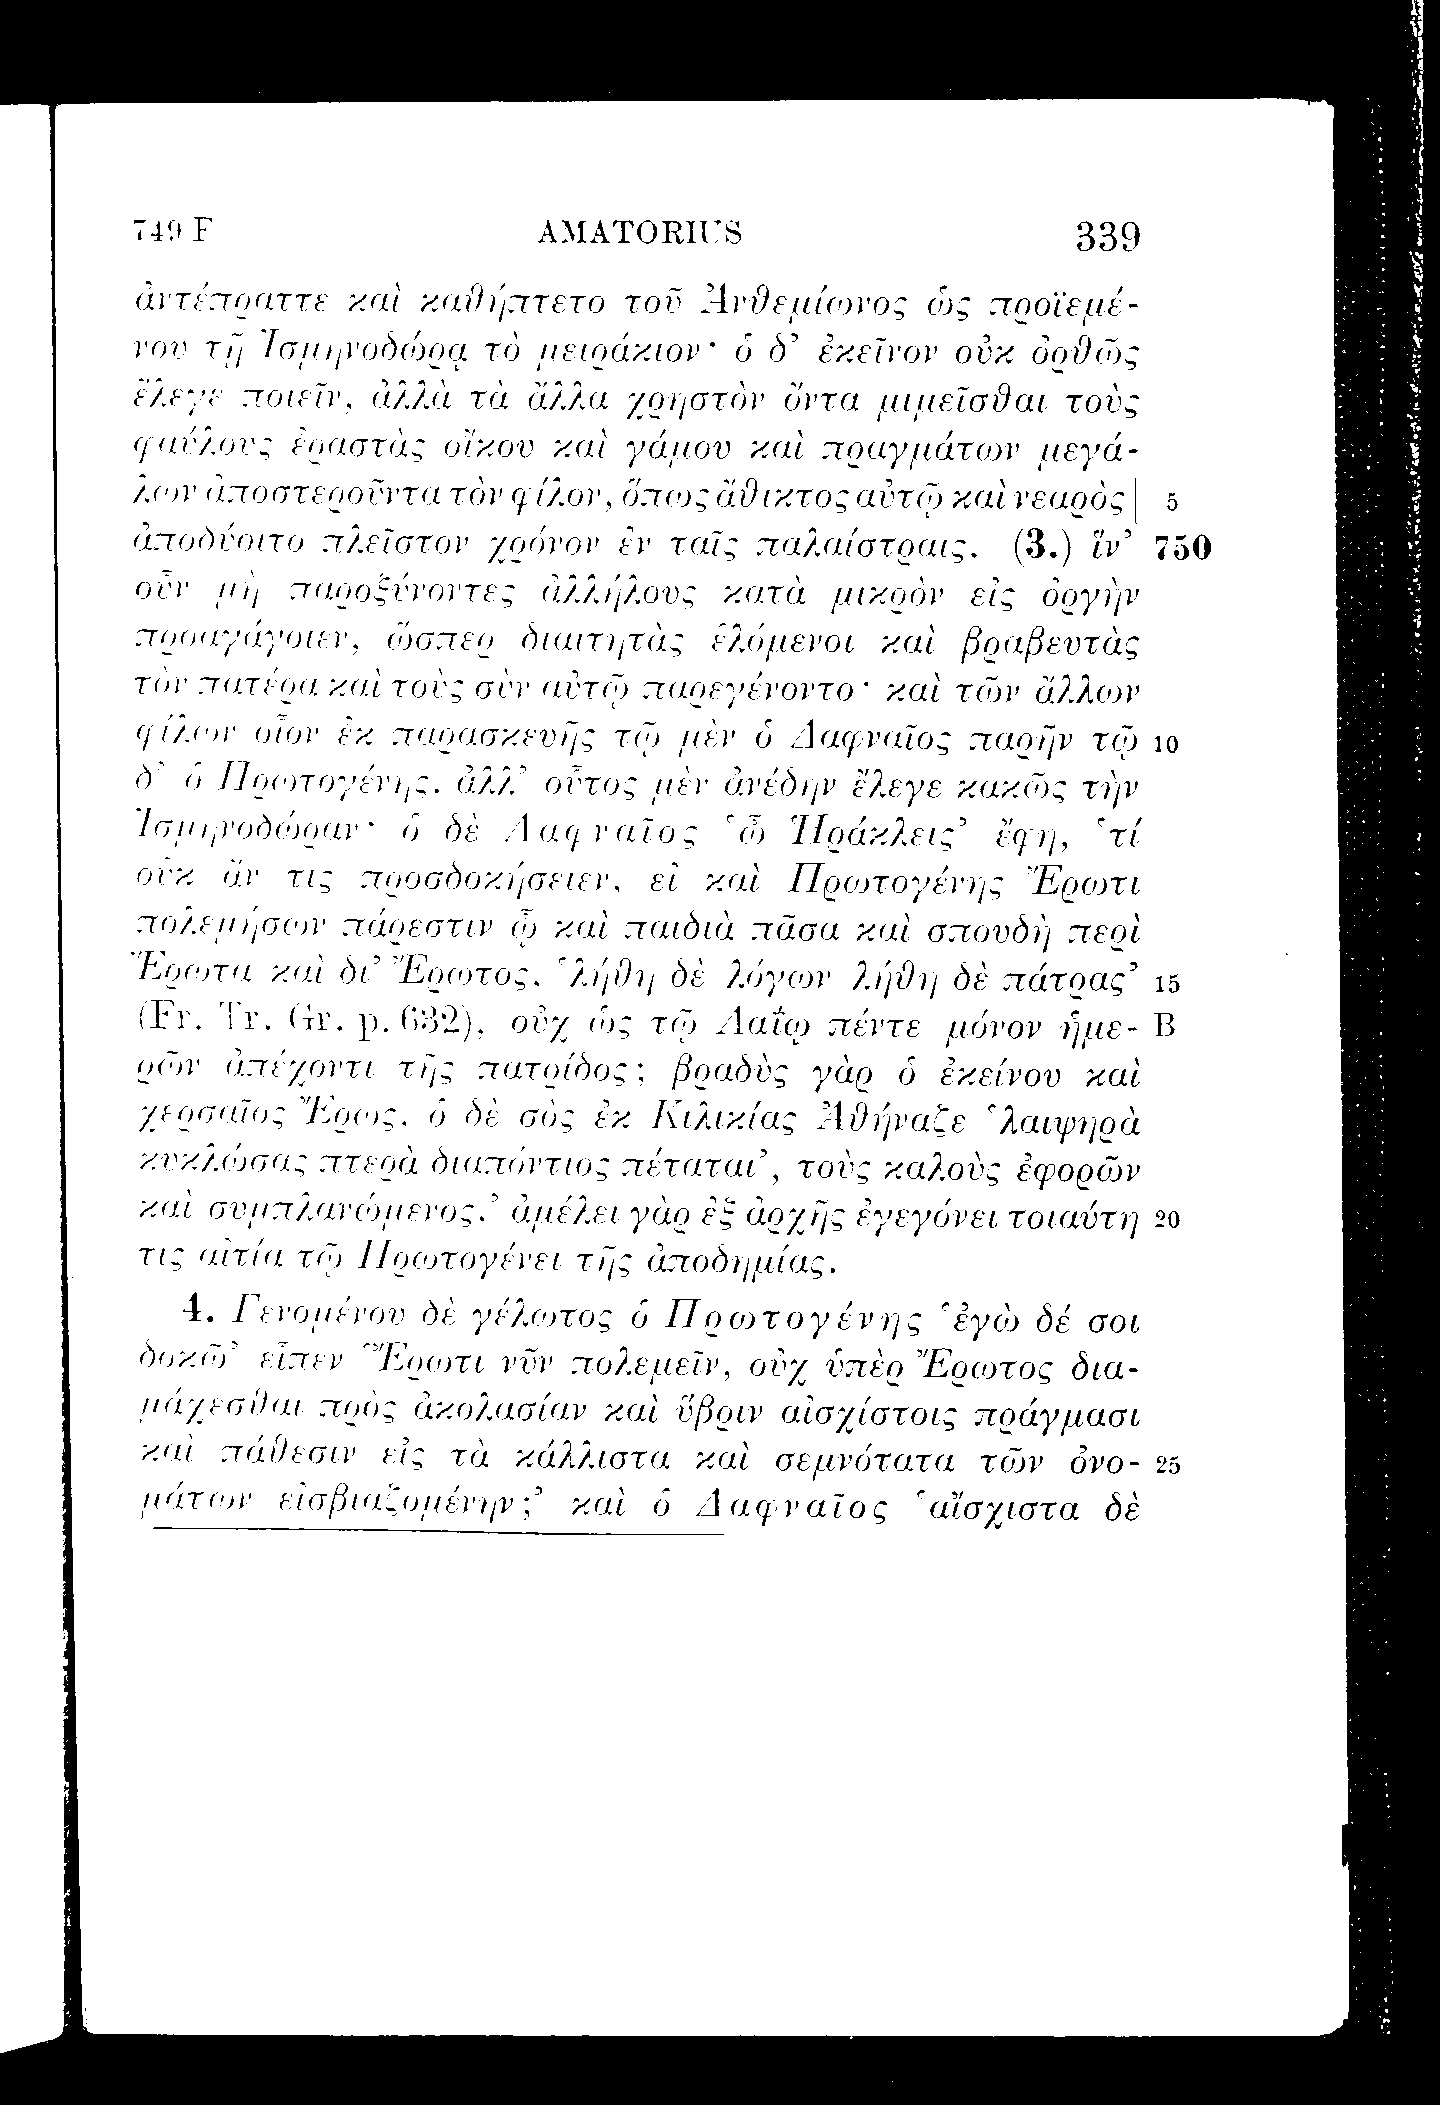 749 F AMATORIUS 339
ἀντέπραττε καὶ καθήπτετο τοῦ Ἀνθεμίωνος ὡς προϊεμέ-
νου τῇ Ἰσμηνοδώρᾳ τὸ μειράκιον· ὁ δ’ ἐκεῖνον οὐκ ὀρθῶς
ἔλεγε ποιεῖν, ἀλλὰ τὰ ἄλλα χρηστὸν ὄντα μιμεῖσθαι τοὺς
φαύλους ἐραστὰς οἴκου καὶ γάμου καὶ πραγμάτων μεγά-
λων ἀποστεροῦντα τὸν φίλον, ὅπως ἄθικτος αὐτῷ καὶ νεαρὸς | 5
ἀποδύοιτο πλεῖστον χρόνον ἐν ταῖς παλαίστραις. (3.) ἵν’ 750
οὖν μὴ παροξύνοντες ἀλλήλους κατὰ μικρὸν εἰς ὀργὴν
προαγάγοιεν, ὥσπερ διαιτητὰς ἑλόμενοι καὶ βραβευτὰς
τὸν πατέρα καὶ τοὺς σὺν αὐτῷ παρεγένοντο· καὶ τῶν ἄλλων
φίλων οἷον ἐκ παρασκευῆς τῷ μὲν ὁ Δαφναῖος παρῆν τῷ 10
δ’ ὁ Πρωτογένης. ἀλλ’ οὗτος μὲν ἀνέδην ἔλεγε κακῶς τὴν
Ἰσμηνοδώραν· ὁ δὲ Δαφναῖος ‘ὦ Ἡράκλεις’ ἔφη, ‘τί
οὐκ ἄν τις προσδοκήσειεν, εἰ καὶ Πρωτογένης Ἔρωτι
πολεμήσων πάρεστιν ᾧ καὶ παιδιὰ πᾶσα καὶ σπουδὴ περὶ
Ἔρωτα καὶ δι’ Ἔρωτος, ‘λήθη δὲ λόγων λήθη δὲ πάτρας’ 15
(Fr. Tr. Gr. p. 632), οὐχ ὡς τῷ Λαΐῳ πέντε μόνον ἡμε- B
ρῶν ἀπέχοντι τῆς πατρίδος; βραδὺς γὰρ ὁ ἐκείνου καὶ
χερσαῖος Ἔρως, ὁ δὲ σὸς ἐκ Κιλικίας Ἀθήναζε ‘λαιψηρὰ
κυκλώσας πτερὰ διαπόντιος πέταται’, τοὺς καλοὺς ἐφορῶν
καὶ συμπλανώμενος.’ ἀμέλει γὰρ ἐξ ἀρχῆς ἐγεγόνει τοιαύτη 20
τις αἰτία τῷ Πρωτογένει τῆς ἀποδημίας.
4. Γενομένου δὲ γέλωτος ὁ Πρωτογένης ‘ἐγὼ δέ σοι
δοκῶ’ εἶπεν ‘Ἔρωτι νῦν πολεμεῖν, οὐχ ὑπὲρ Ἔρωτος δια-
μάχεσθαι πρὸς ἀκολασίαν καὶ ὕβριν αἰσχίστοις πράγμασι
καὶ πάθεσιν εἰς τὰ κάλλιστα καὶ σεμνότατα τῶν ὀνο- 25
μάτων εἰσβιαζομένην;’ καὶ ὁ Δαφναῖος ‘αἴσχιστα δὲ